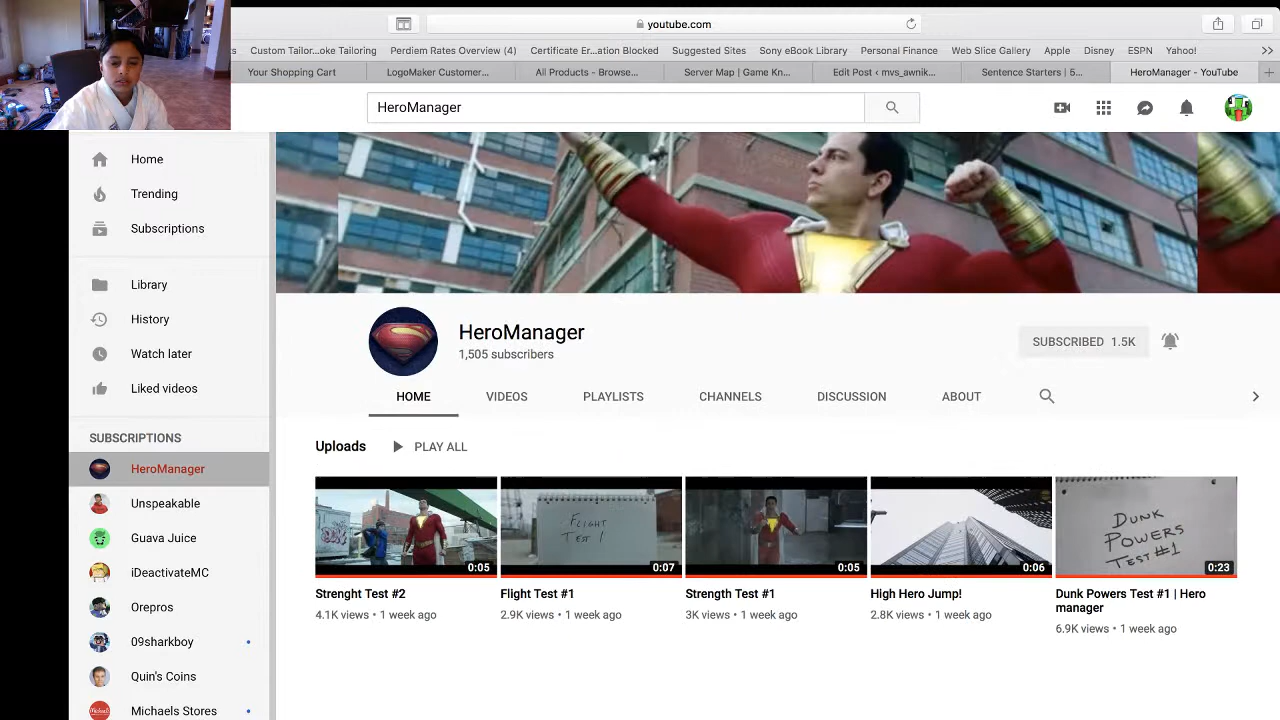 youtube.com
Custom Tailor...oke Tailoring Perdiem Rates Overview (4) Certificate Er...ation Blocked Suggested Sites Sony eBook Library Personal Finance Web Slice Gallery Apple Disney ESPN Yahoo!
Your Shopping Cart LogoMaker Customer... All Products - Browse... Server Map | Game Kn... Edit Post ‹ mvs_awnik... Sentence Starters | 5... HeroManager - YouTube
HeroManager
Home
Trending
Subscriptions
Library
History
Watch later
Liked videos
SUBSCRIPTIONS
HeroManager
Unspeakable
Guava Juice
iDeactivateMC
Orepros
09sharkboy
Quin's Coins
Michaels Stores
HeroManager
1,505 subscribers
SUBSCRIBED 1.5K
HOME VIDEOS PLAYLISTS CHANNELS DISCUSSION ABOUT
Uploads PLAY ALL
0:05
Strenght Test #2
4.1K views • 1 week ago
FLIGHT
TEST 1
0:07
Flight Test #1
2.9K views • 1 week ago
0:05
Strength Test #1
3K views • 1 week ago
0:06
High Hero Jump!
2.8K views • 1 week ago
DUNK
POWERS
TEST #1
0:23
Dunk Powers Test #1 | Hero
manager
6.9K views • 1 week ago